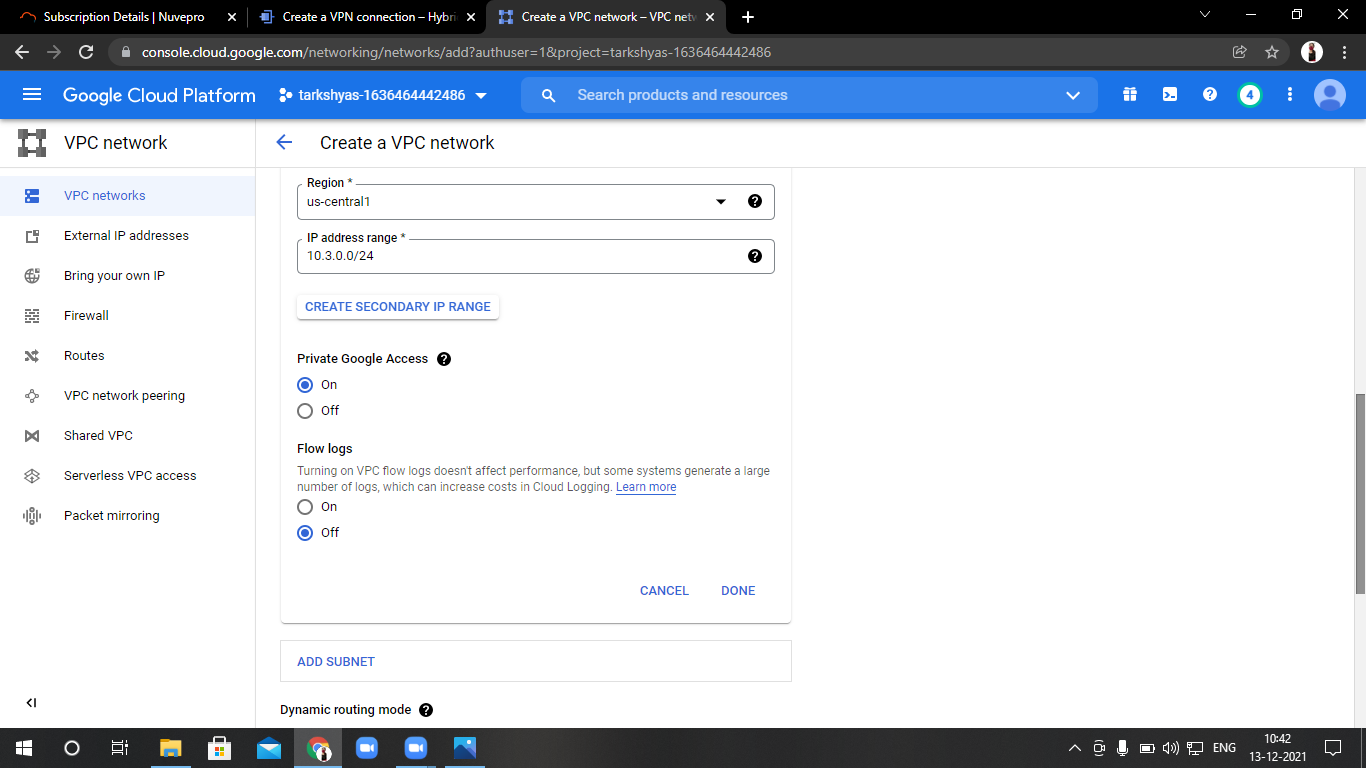 Subscription Details | Nuvepro
Create a VPN connection – Hybri
Create a VPC network – VPC netw
console.cloud.google.com/networking/networks/add?authuser=1&project=tarkshyas-1636464442486
Google Cloud Platform
tarkshyas-1636464442486
Search products and resources
4
VPC network
Create a VPC network
VPC networks
External IP addresses
Bring your own IP
Firewall
Routes
VPC network peering
Shared VPC
Serverless VPC access
Packet mirroring
Region *
us-central1
IP address range *
10.3.0.0/24
CREATE SECONDARY IP RANGE
Private Google Access
On
Off
Flow logs
Turning on VPC flow logs doesn't affect performance, but some systems generate a large
number of logs, which can increase costs in Cloud Logging. Learn more
On
Off
CANCEL DONE
ADD SUBNET
Dynamic routing mode
ENG
10:42
13-12-2021